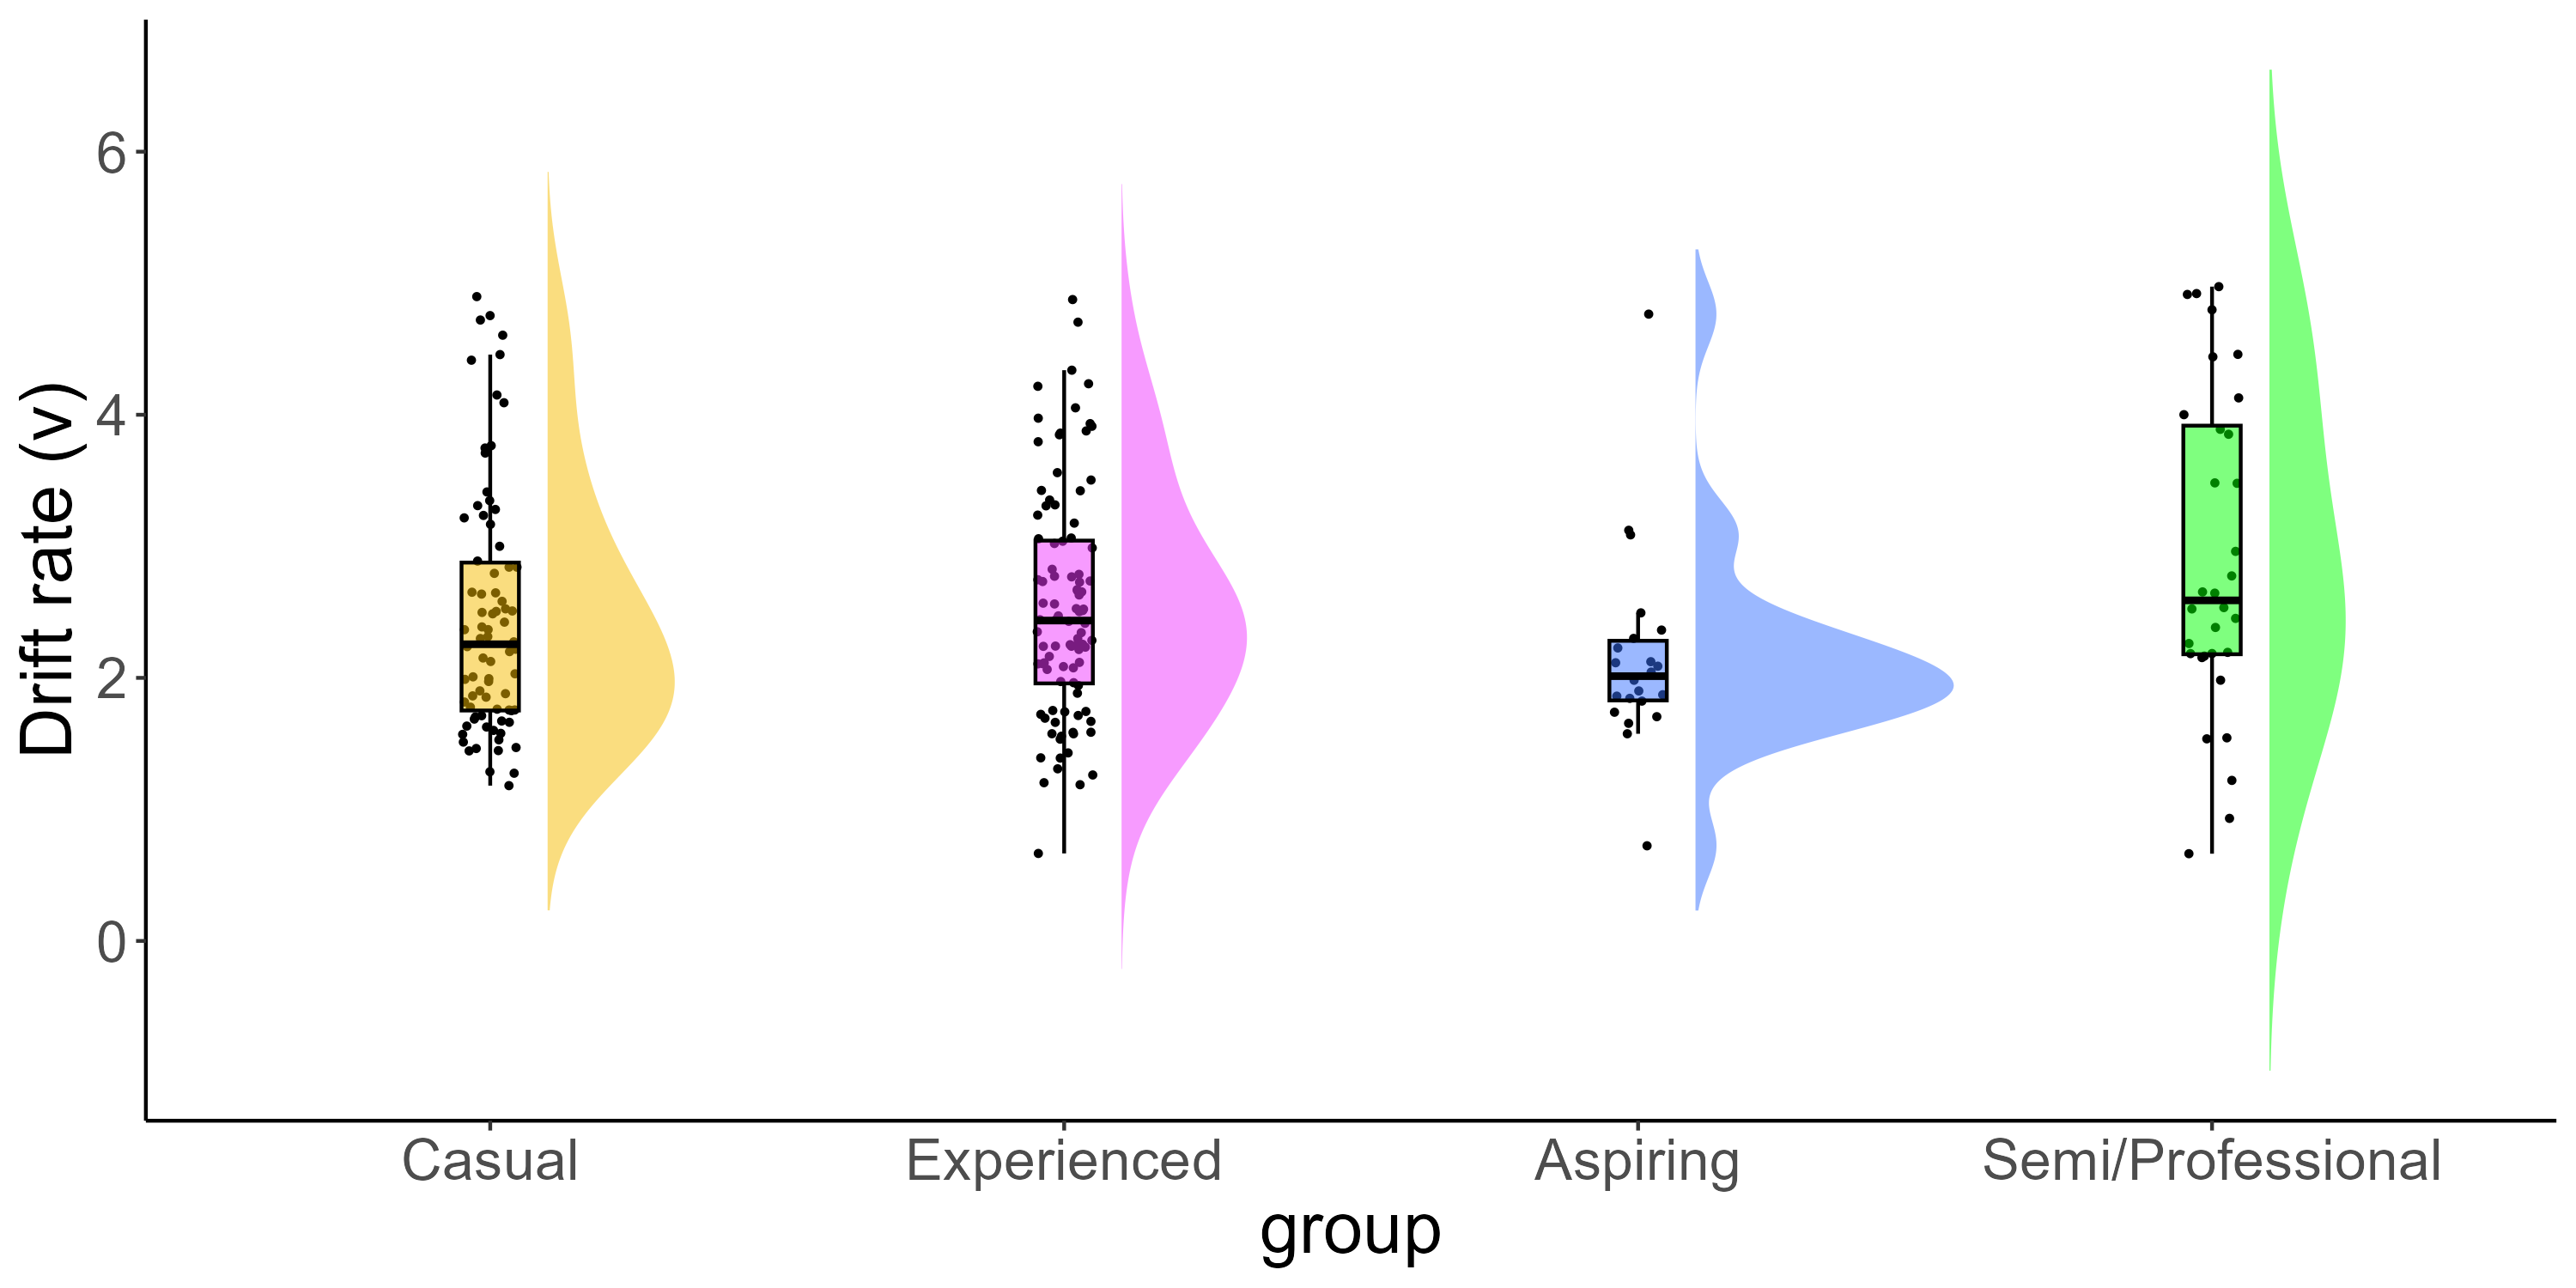 Drift rate (v)
6
4
2
0
Casual Experienced Aspiring Semi/Professional
group